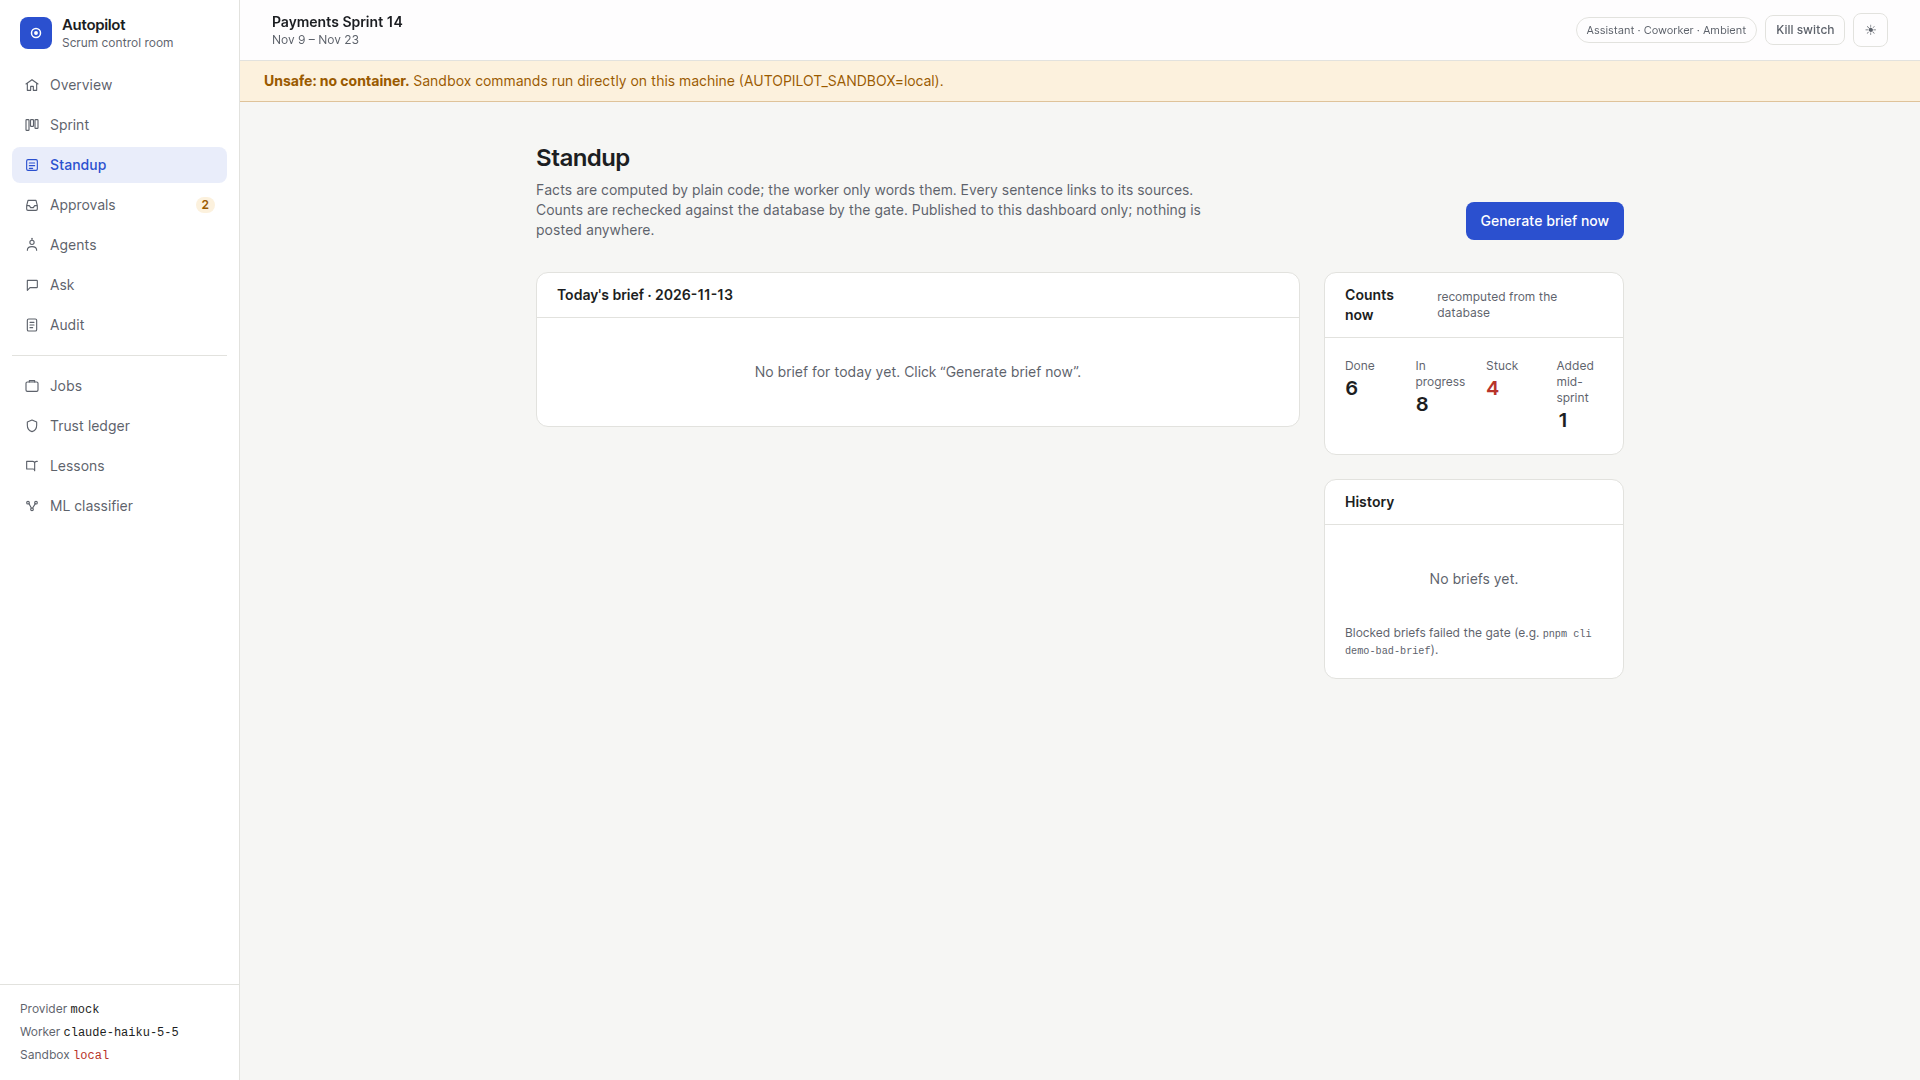 Autopilot
Scrum control room
Overview
Sprint
Standup
Approvals 2
Agents
Ask
Audit
Jobs
Trust ledger
Lessons
ML classifier
Provider mock
Worker claude-haiku-5-5
Sandbox local
Payments Sprint 14
Nov 9 – Nov 23
Assistant · Coworker · Ambient
Kill switch
Unsafe: no container. Sandbox commands run directly on this machine (AUTOPILOT_SANDBOX=local).
Standup
Facts are computed by plain code; the worker only words them. Every sentence links to its sources.
Counts are rechecked against the database by the gate. Published to this dashboard only; nothing is
posted anywhere.
Generate brief now
Today's brief · 2026-11-13
No brief for today yet. Click “Generate brief now”.
Counts
now
recomputed from the
database
Done
6
In
progress
8
Stuck
4
Added
mid-
sprint
1
History
No briefs yet.
Blocked briefs failed the gate (e.g. pnpm cli
demo-bad-brief).